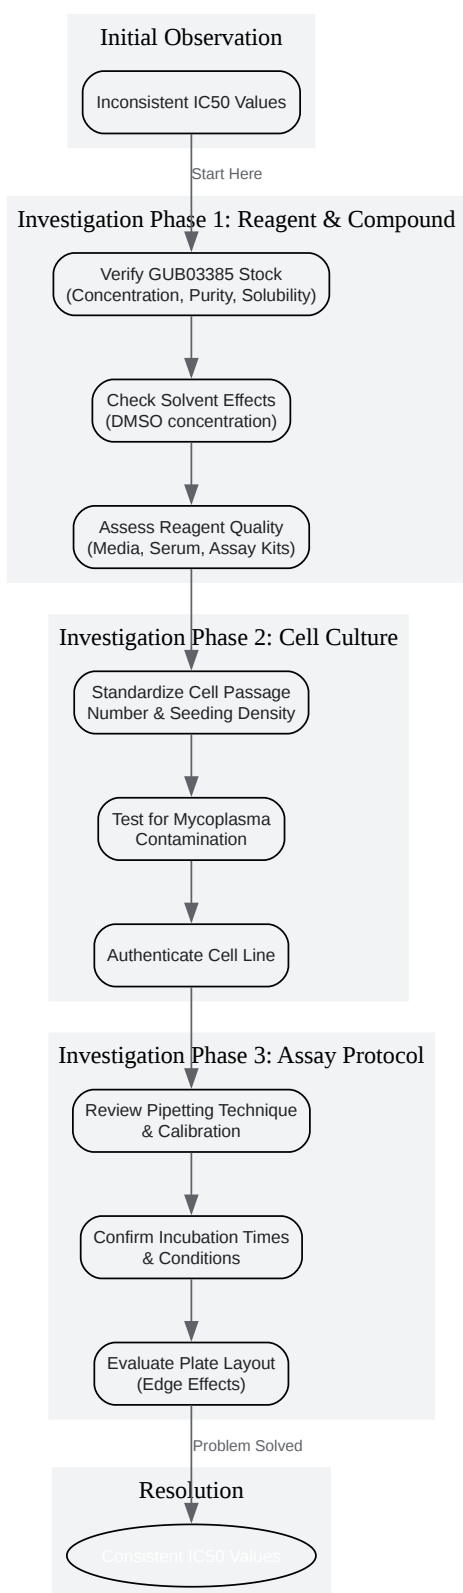 Initial Observation
Inconsistent IC50 Values
Start Here
Investigation Phase 1: Reagent & Compound
Verify GUB03385 Stock
(Concentration, Purity, Solubility)
Check Solvent Effects
(DMSO concentration)
Assess Reagent Quality
(Media, Serum, Assay Kits)
Investigation Phase 2: Cell Culture
Standardize Cell Passage
Number & Seeding Density
Test for Mycoplasma
Contamination
Authenticate Cell Line
Investigation Phase 3: Assay Protocol
Review Pipetting Technique
& Calibration
Confirm Incubation Times
& Conditions
Evaluate Plate Layout
(Edge Effects)
Problem Solved
Resolution
Consistent IC50 Values